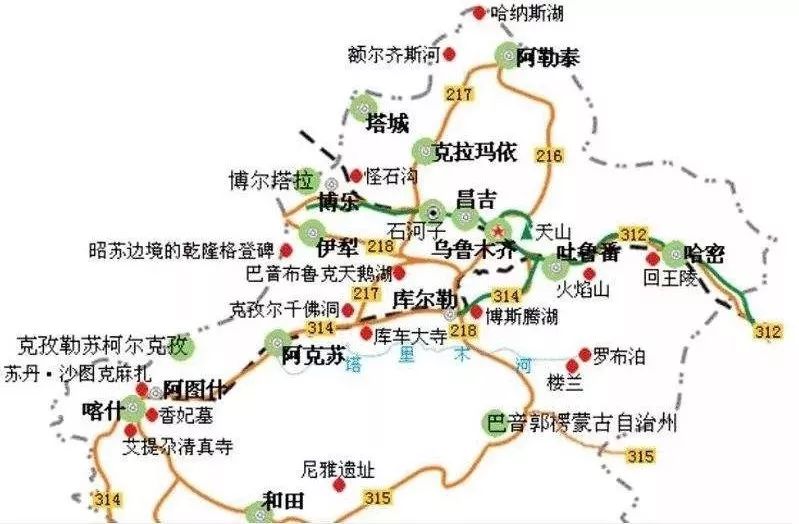 哈纳斯湖
额尔齐斯河
阿勒泰
217
塔城
克拉玛依
216
怪石沟
博尔塔拉
博乐
昌吉
石河子
乌鲁木齐
天山
312
吐鲁番
哈密
伊犁
218
昭苏边境的乾隆格登碑
巴音布鲁克天鹅湖
火焰山
回王陵
克孜尔千佛洞
217
库尔勒
314
博斯腾湖
312
314
218
库车大寺
克孜勒苏柯尔克孜
阿克苏
塔里木河
罗布泊
楼兰
苏丹·沙图克麻扎
阿图什
喀什
香妃墓
艾提尕清真寺
巴音郭楞蒙古自治州
315
尼雅遗址
314
和田
315